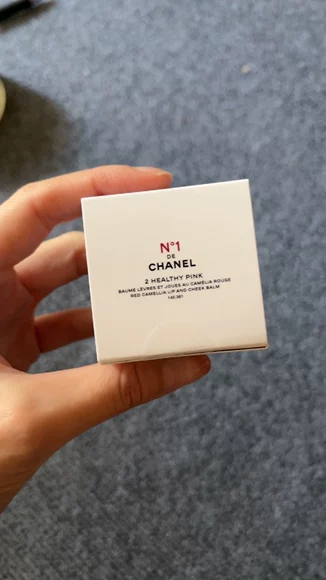 N°1
DE
CHANEL
2 HEALTHY PINK
BAUME LÈVRES ET JOUES AU CAMÉLIA ROUGE
RED CAMELLIA LIP AND CHEEK BALM